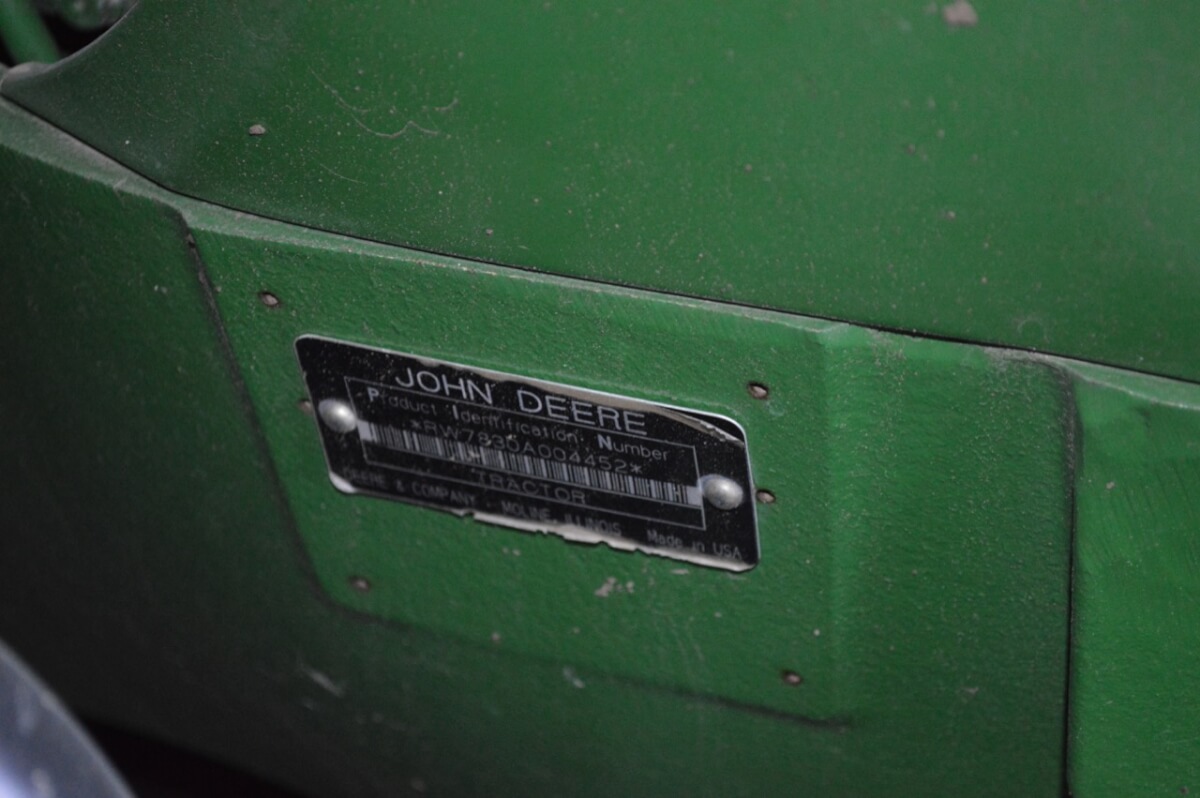 JOHN DEERE
Product Identification Number
*RW7830A004452*
TRACTOR
DEERE & COMPANY MOLINE, ILLINOIS Made in USA